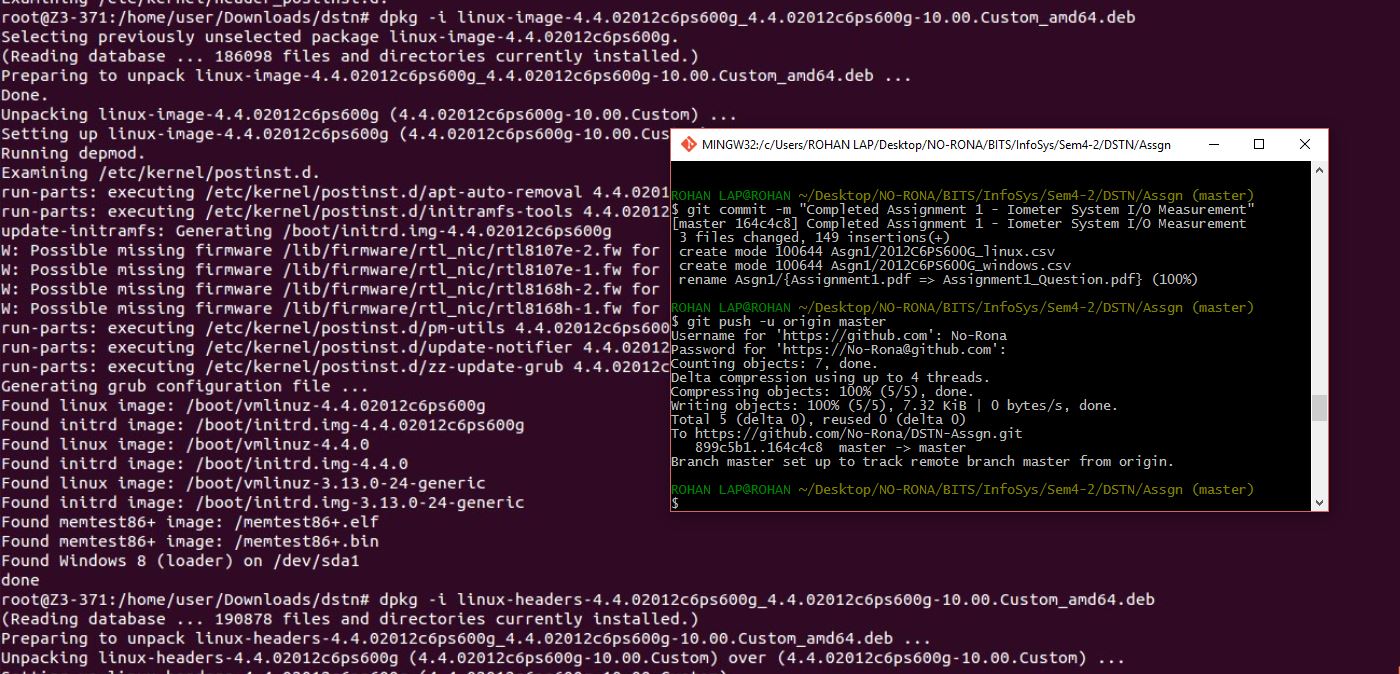 Examining /etc/kernel/header_postinst.d.
root@Z3-371:/home/user/Downloads/dstn# dpkg -i linux-image-4.4.02012c6ps600g_4.4.02012c6ps600g-10.00.Custom_amd64.deb
Selecting previously unselected package linux-image-4.4.02012c6ps600g.
(Reading database ... 186098 files and directories currently installed.)
Preparing to unpack linux-image-4.4.02012c6ps600g_4.4.02012c6ps600g-10.00.Custom_amd64.deb ...
Done.
Unpacking linux-image-4.4.02012c6ps600g (4.4.02012c6ps600g-10.00.Custom) ...
Setting up linux-image-4.4.02012c6ps600g (4.4.02012c6ps600g-10.00.Cus
Running depmod.
Examining /etc/kernel/postinst.d.
run-parts: executing /etc/kernel/postinst.d/apt-auto-removal 4.4.0201
run-parts: executing /etc/kernel/postinst.d/initramfs-tools 4.4.02012
update-initramfs: Generating /boot/initrd.img-4.4.02012c6ps600g
W: Possible missing firmware /lib/firmware/rtl_nic/rtl8107e-2.fw for
W: Possible missing firmware /lib/firmware/rtl_nic/rtl8107e-1.fw for
W: Possible missing firmware /lib/firmware/rtl_nic/rtl8168h-2.fw for
W: Possible missing firmware /lib/firmware/rtl_nic/rtl8168h-1.fw for
run-parts: executing /etc/kernel/postinst.d/pm-utils 4.4.02012c6ps600
run-parts: executing /etc/kernel/postinst.d/update-notifier 4.4.02012
run-parts: executing /etc/kernel/postinst.d/zz-update-grub 4.4.02012c
Generating grub configuration file ...
Found linux image: /boot/vmlinuz-4.4.02012c6ps600g
Found initrd image: /boot/initrd.img-4.4.02012c6ps600g
Found linux image: /boot/vmlinuz-4.4.0
Found initrd image: /boot/initrd.img-4.4.0
Found linux image: /boot/vmlinuz-3.13.0-24-generic
Found initrd image: /boot/initrd.img-3.13.0-24-generic
Found memtest86+ image: /memtest86+.elf
Found memtest86+ image: /memtest86+.bin
Found Windows 8 (loader) on /dev/sda1
done
root@Z3-371:/home/user/Downloads/dstn# dpkg -i linux-headers-4.4.02012c6ps600g_4.4.02012c6ps600g-10.00.Custom_amd64.deb
(Reading database ... 190878 files and directories currently installed.)
Preparing to unpack linux-headers-4.4.02012c6ps600g_4.4.02012c6ps600g-10.00.Custom_amd64.deb ...
Unpacking linux-headers-4.4.02012c6ps600g (4.4.02012c6ps600g-10.00.Custom) over (4.4.02012c6ps600g-10.00.Custom) ...
MINGW32:/c/Users/ROHAN LAP/Desktop/NO-RONA/BITS/InfoSys/Sem4-2/DSTN/Assgn
ROHAN LAP@ROHAN ~/Desktop/NO-RONA/BITS/InfoSys/Sem4-2/DSTN/Assgn (master)
$ git commit -m "Completed Assignment 1 - Iometer System I/O Measurement"
[master 164c4c8] Completed Assignment 1 - Iometer System I/O Measurement
3 files changed, 149 insertions(+)
create mode 100644 Asgn1/2012C6PS600G_linux.csv
create mode 100644 Asgn1/2012C6PS600G_windows.csv
rename Asgn1/{Assignment1.pdf => Assignment1_Question.pdf} (100%)
ROHAN LAP@ROHAN ~/Desktop/NO-RONA/BITS/InfoSys/Sem4-2/DSTN/Assgn (master)
$ git push -u origin master
Username for 'https://github.com': No-Rona
Password for 'https://No-Rona@github.com':
Counting objects: 7, done.
Delta compression using up to 4 threads.
Compressing objects: 100% (5/5), done.
Writing objects: 100% (5/5), 7.32 KiB | 0 bytes/s, done.
Total 5 (delta 0), reused 0 (delta 0)
To https://github.com/No-Rona/DSTN-Assgn.git
899c5b1..164c4c8  master -> master
Branch master set up to track remote branch master from origin.
ROHAN LAP@ROHAN ~/Desktop/NO-RONA/BITS/InfoSys/Sem4-2/DSTN/Assgn (master)
$